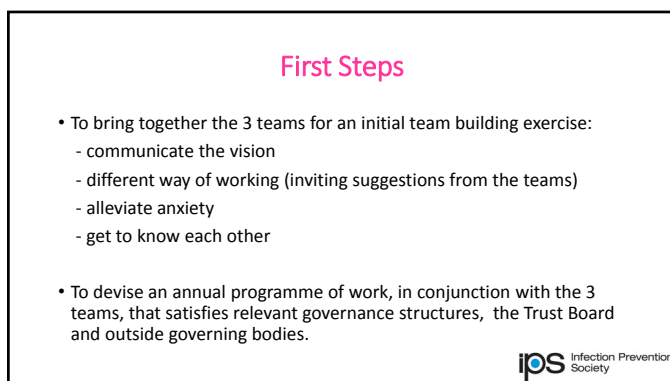 First Steps
• To bring together the 3 teams for an initial team building exercise:
- communicate the vision
- different way of working (inviting suggestions from the teams)
- alleviate anxiety
- get to know each other
• To devise an annual programme of work, in conjunction with the 3
teams, that satisfies relevant governance structures, the Trust Board
and outside governing bodies.
ips Infection Prevention
Society